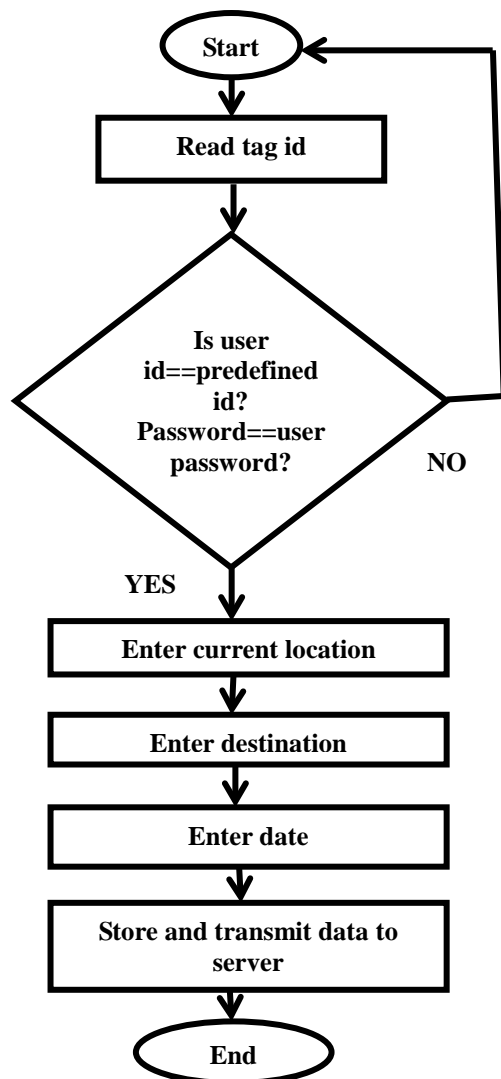 Start
Read tag id
Is user
id==predefined
id?
Password==user
password?
NO
YES
Enter current location
Enter destination
Enter date
Store and transmit data to
server
End